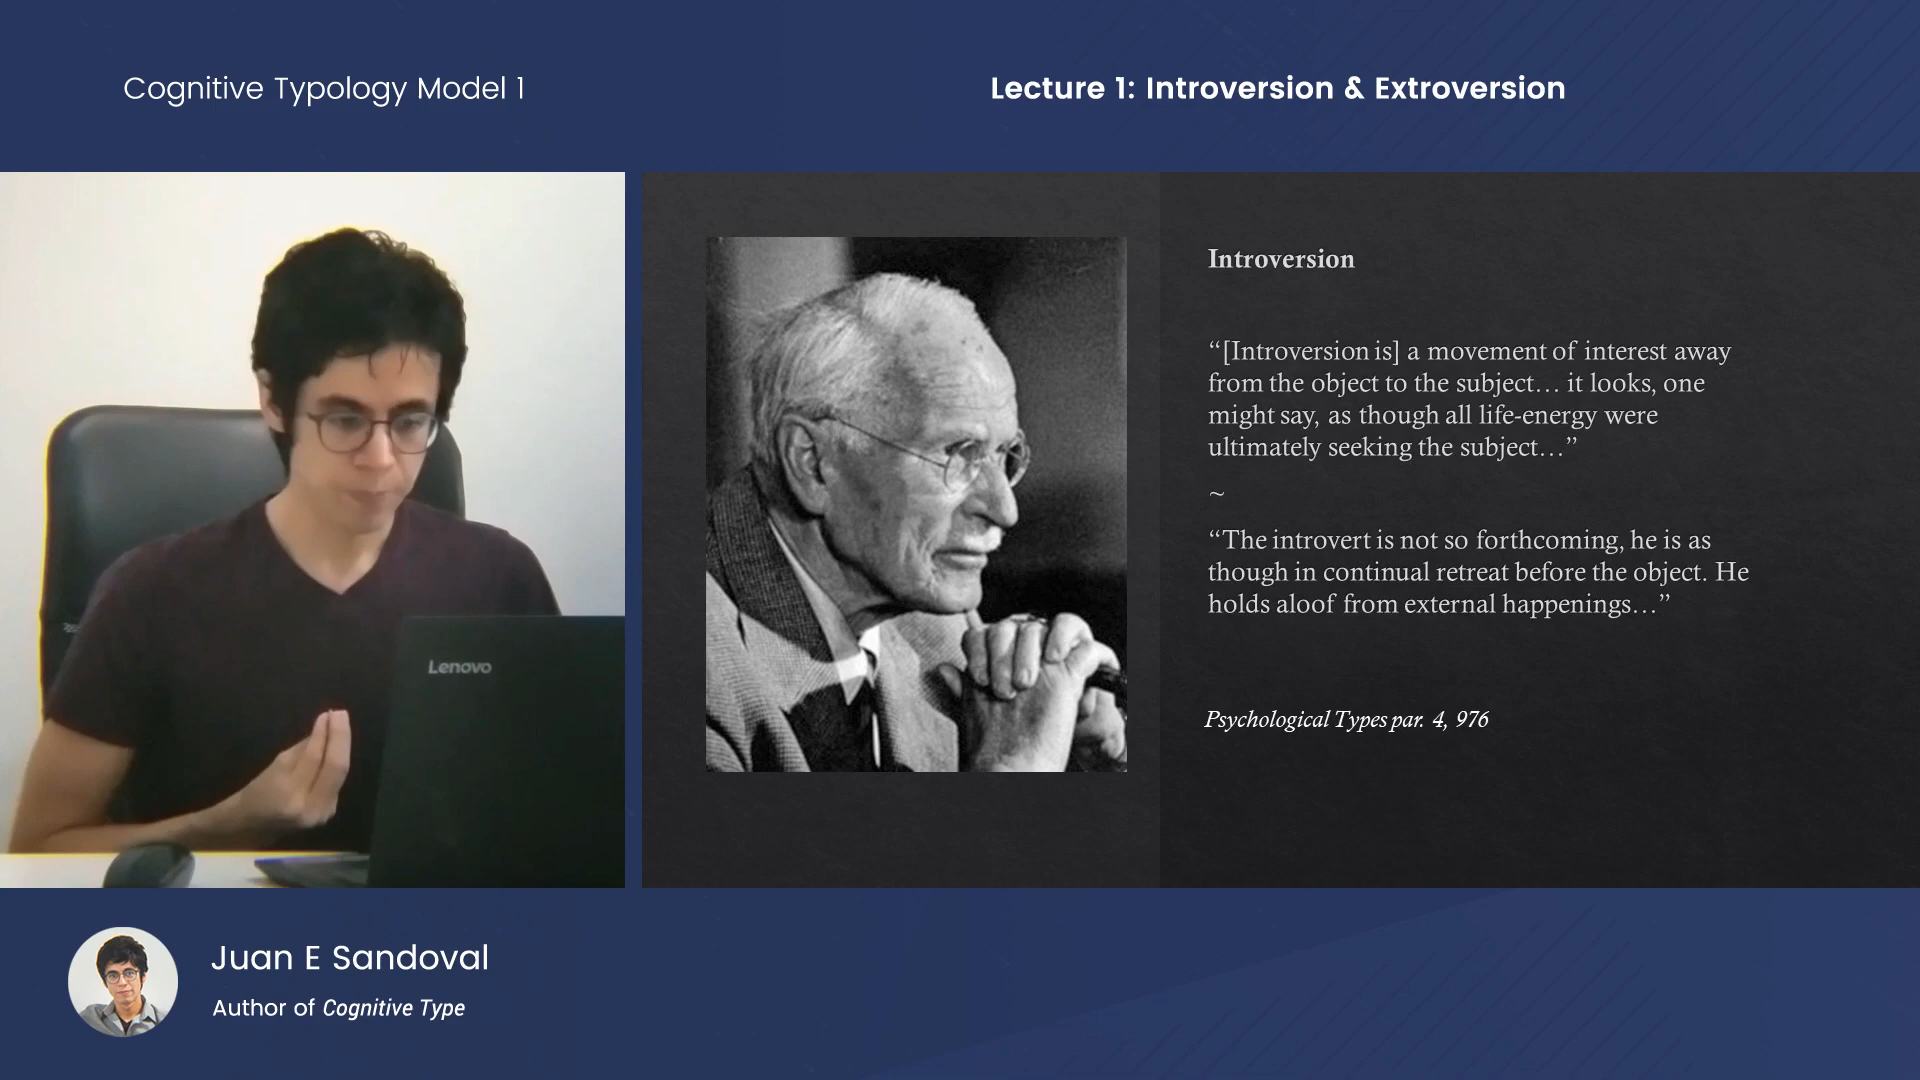 Cognitive Typology Model 1
Lecture 1: Introversion & Extroversion
Lenovo
Introversion
“[Introversion is] a movement of interest away
from the object to the subject… it looks, one
might say, as though all life-energy were
ultimately seeking the subject…”
~
“The introvert is not so forthcoming, he is as
though in continual retreat before the object. He
holds aloof from external happenings…”
Psychological Types par. 4, 976
Juan E Sandoval
Author of Cognitive Type